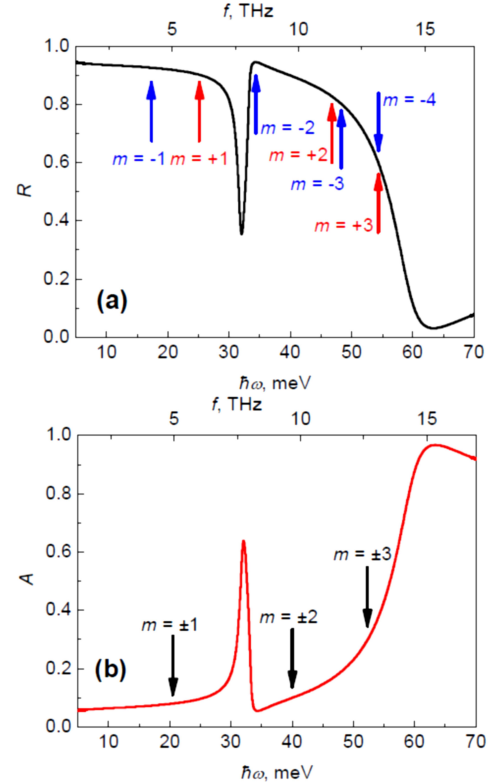 f, THz
5 10 15
1.0
0.8
0.6
0.4
0.2
0.0
R
m = -1
m = +1
m = -2
m = +2
m = -3
m = -4
m = +3
(a)
10 20 30 40 50 60 70
ħω, meV
f, THz
5 10 15
1.0
0.8
0.6
0.4
0.2
0.0
A
m = ±1
m = ±2
m = ±3
(b)
10 20 30 40 50 60 70
ħω, meV